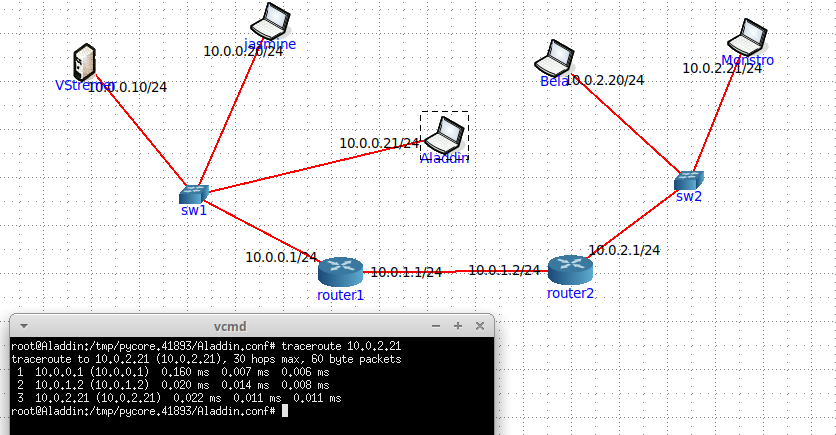 jasmine
10.0.0.20/24
VStreamer
10.0.0.10/24
10.0.0.21/24
Aladdin
Bela
10.0.2.20/24
Monstro
10.0.2.21/24
sw1
sw2
10.0.0.1/24
router1
10.0.1.1/24
10.0.1.2/24
router2
10.0.2.1/24
vcmd
root@Aladdin:/tmp/pycore.41893/Aladdin.conf# traceroute 10.0.2.21
traceroute to 10.0.2.21 (10.0.2.21), 30 hops max, 60 byte packets
1 10.0.0.1 (10.0.0.1) 0.160 ms 0.007 ms 0.006 ms
2 10.0.1.2 (10.0.1.2) 0.020 ms 0.014 ms 0.008 ms
3 10.0.2.21 (10.0.2.21) 0.022 ms 0.011 ms 0.011 ms
root@Aladdin:/tmp/pycore.41893/Aladdin.conf#